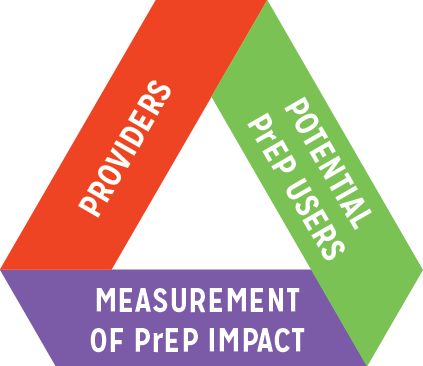 PROVIDERS
POTENTIAL
PrEP USERS
MEASUREMENT
OF PrEP IMPACT